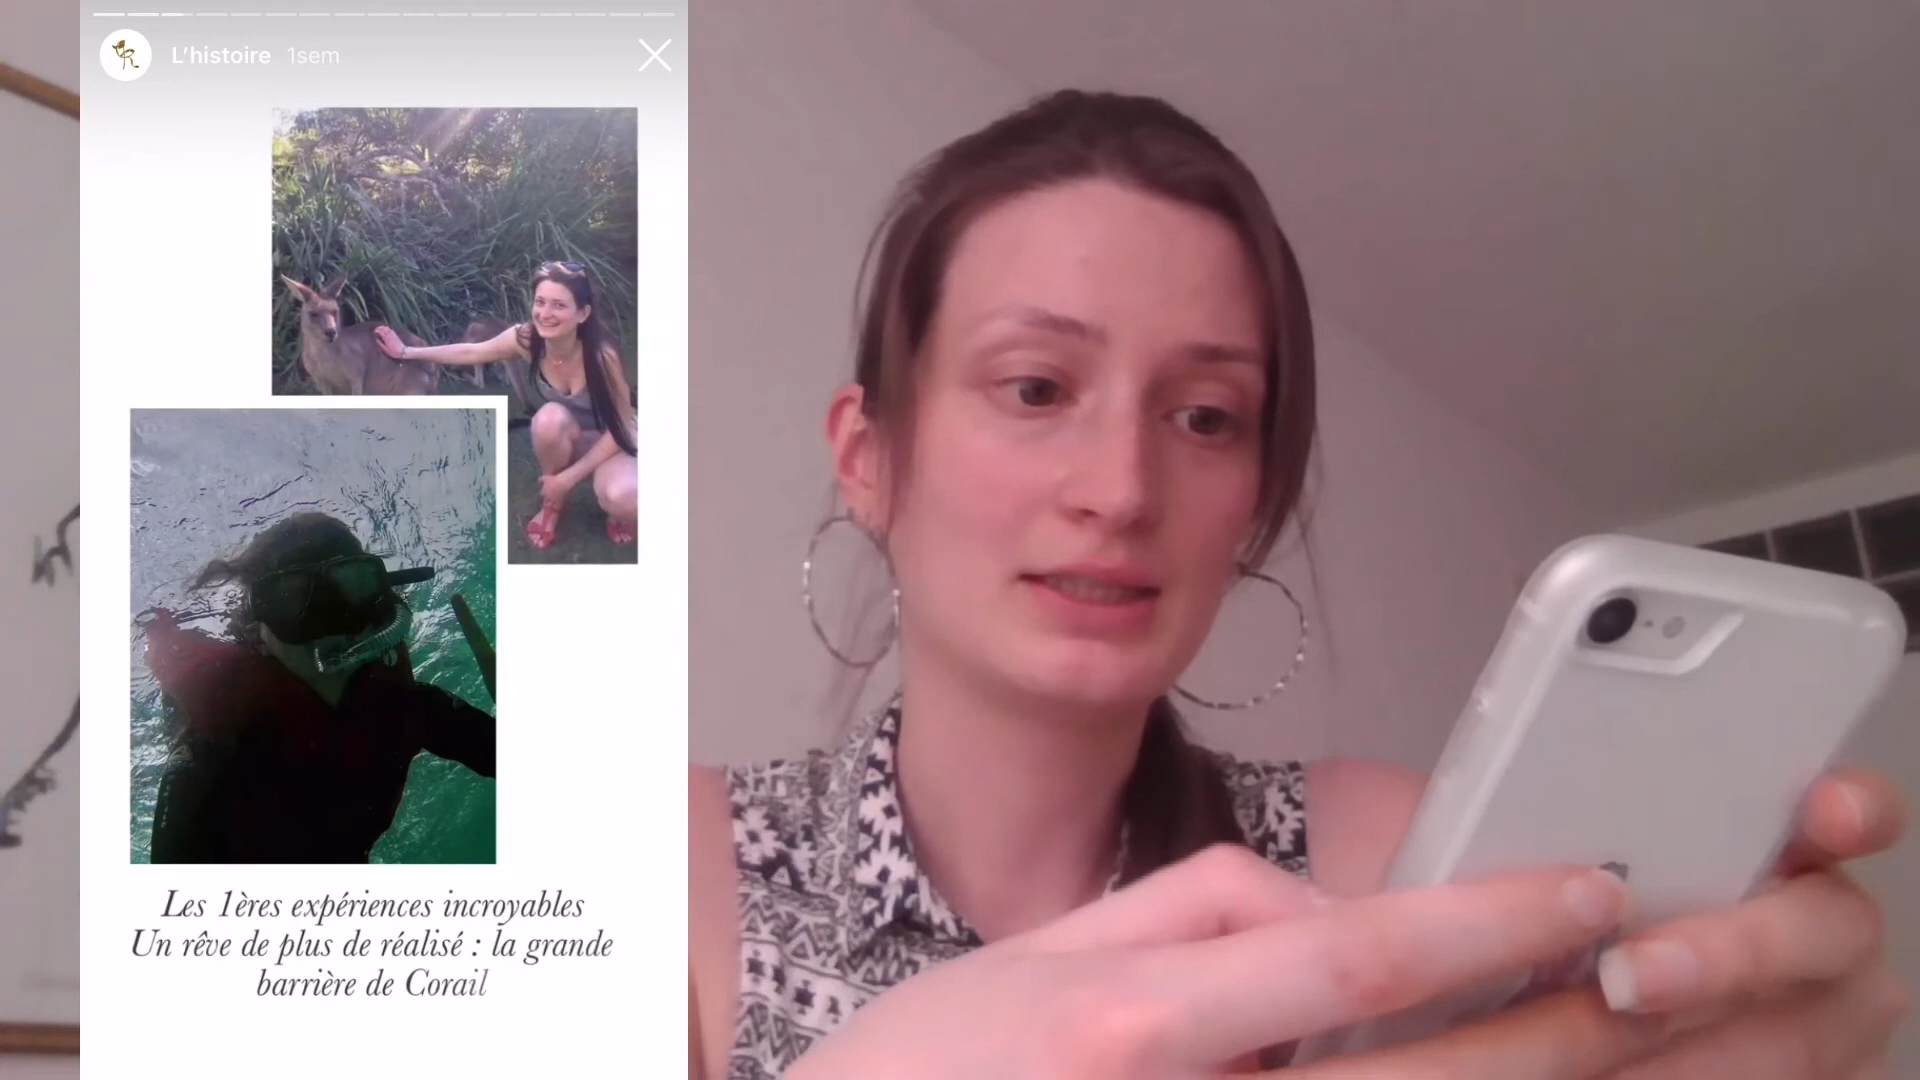 L'histoire 1sem
Les 1ères expériences incroyables
Un rêve de plus de réalisé : la grande
barrière de Corail